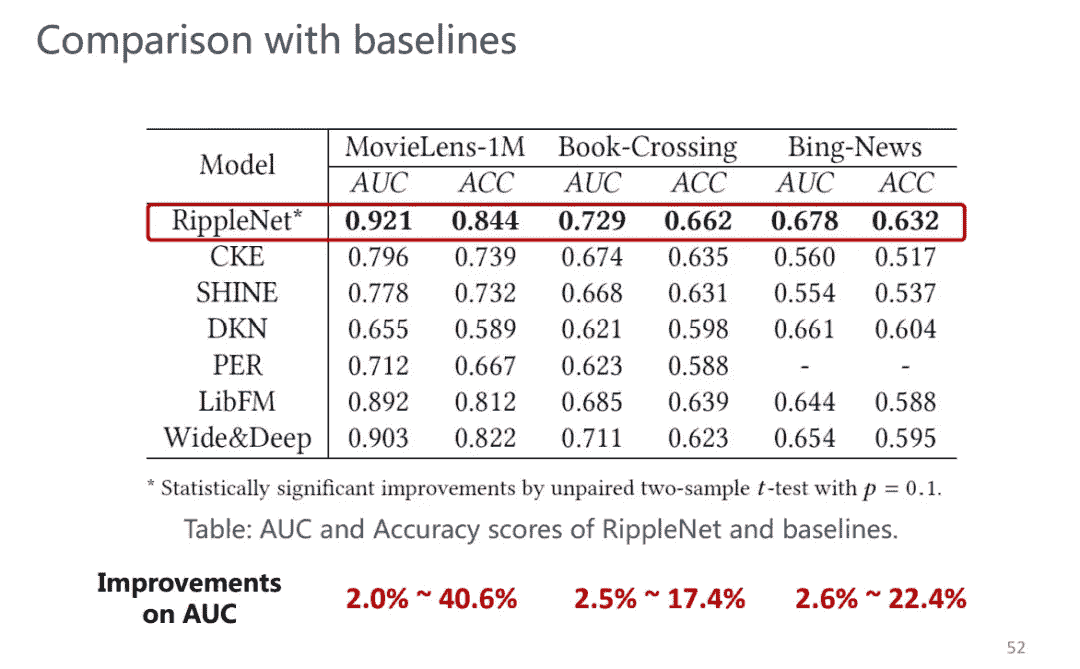 Comparison with baselines
Model MovieLens-1M Book-Crossing Bing-News
AUC ACC AUC ACC AUC ACC
RippleNet* 0.921 0.844 0.729 0.662 0.678 0.632
CKE 0.796 0.739 0.674 0.635 0.560 0.517
SHINE 0.778 0.732 0.668 0.631 0.554 0.537
DKN 0.655 0.589 0.621 0.598 0.661 0.604
PER 0.712 0.667 0.623 0.588 - -
LibFM 0.892 0.812 0.685 0.639 0.644 0.588
Wide&Deep 0.903 0.822 0.711 0.623 0.654 0.595
* Statistically significant improvements by unpaired two-sample t-test with p = 0.1.
Table: AUC and Accuracy scores of RippleNet and baselines.
Improvements
on AUC
2.0% ~ 40.6% 2.5% ~ 17.4% 2.6% ~ 22.4%
52